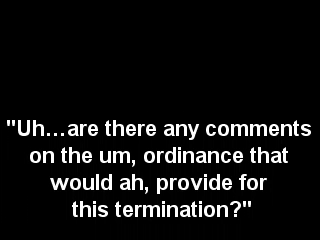 "Uh...are there any comments
on the um, ordinance that
would ah, provide for
this termination?"